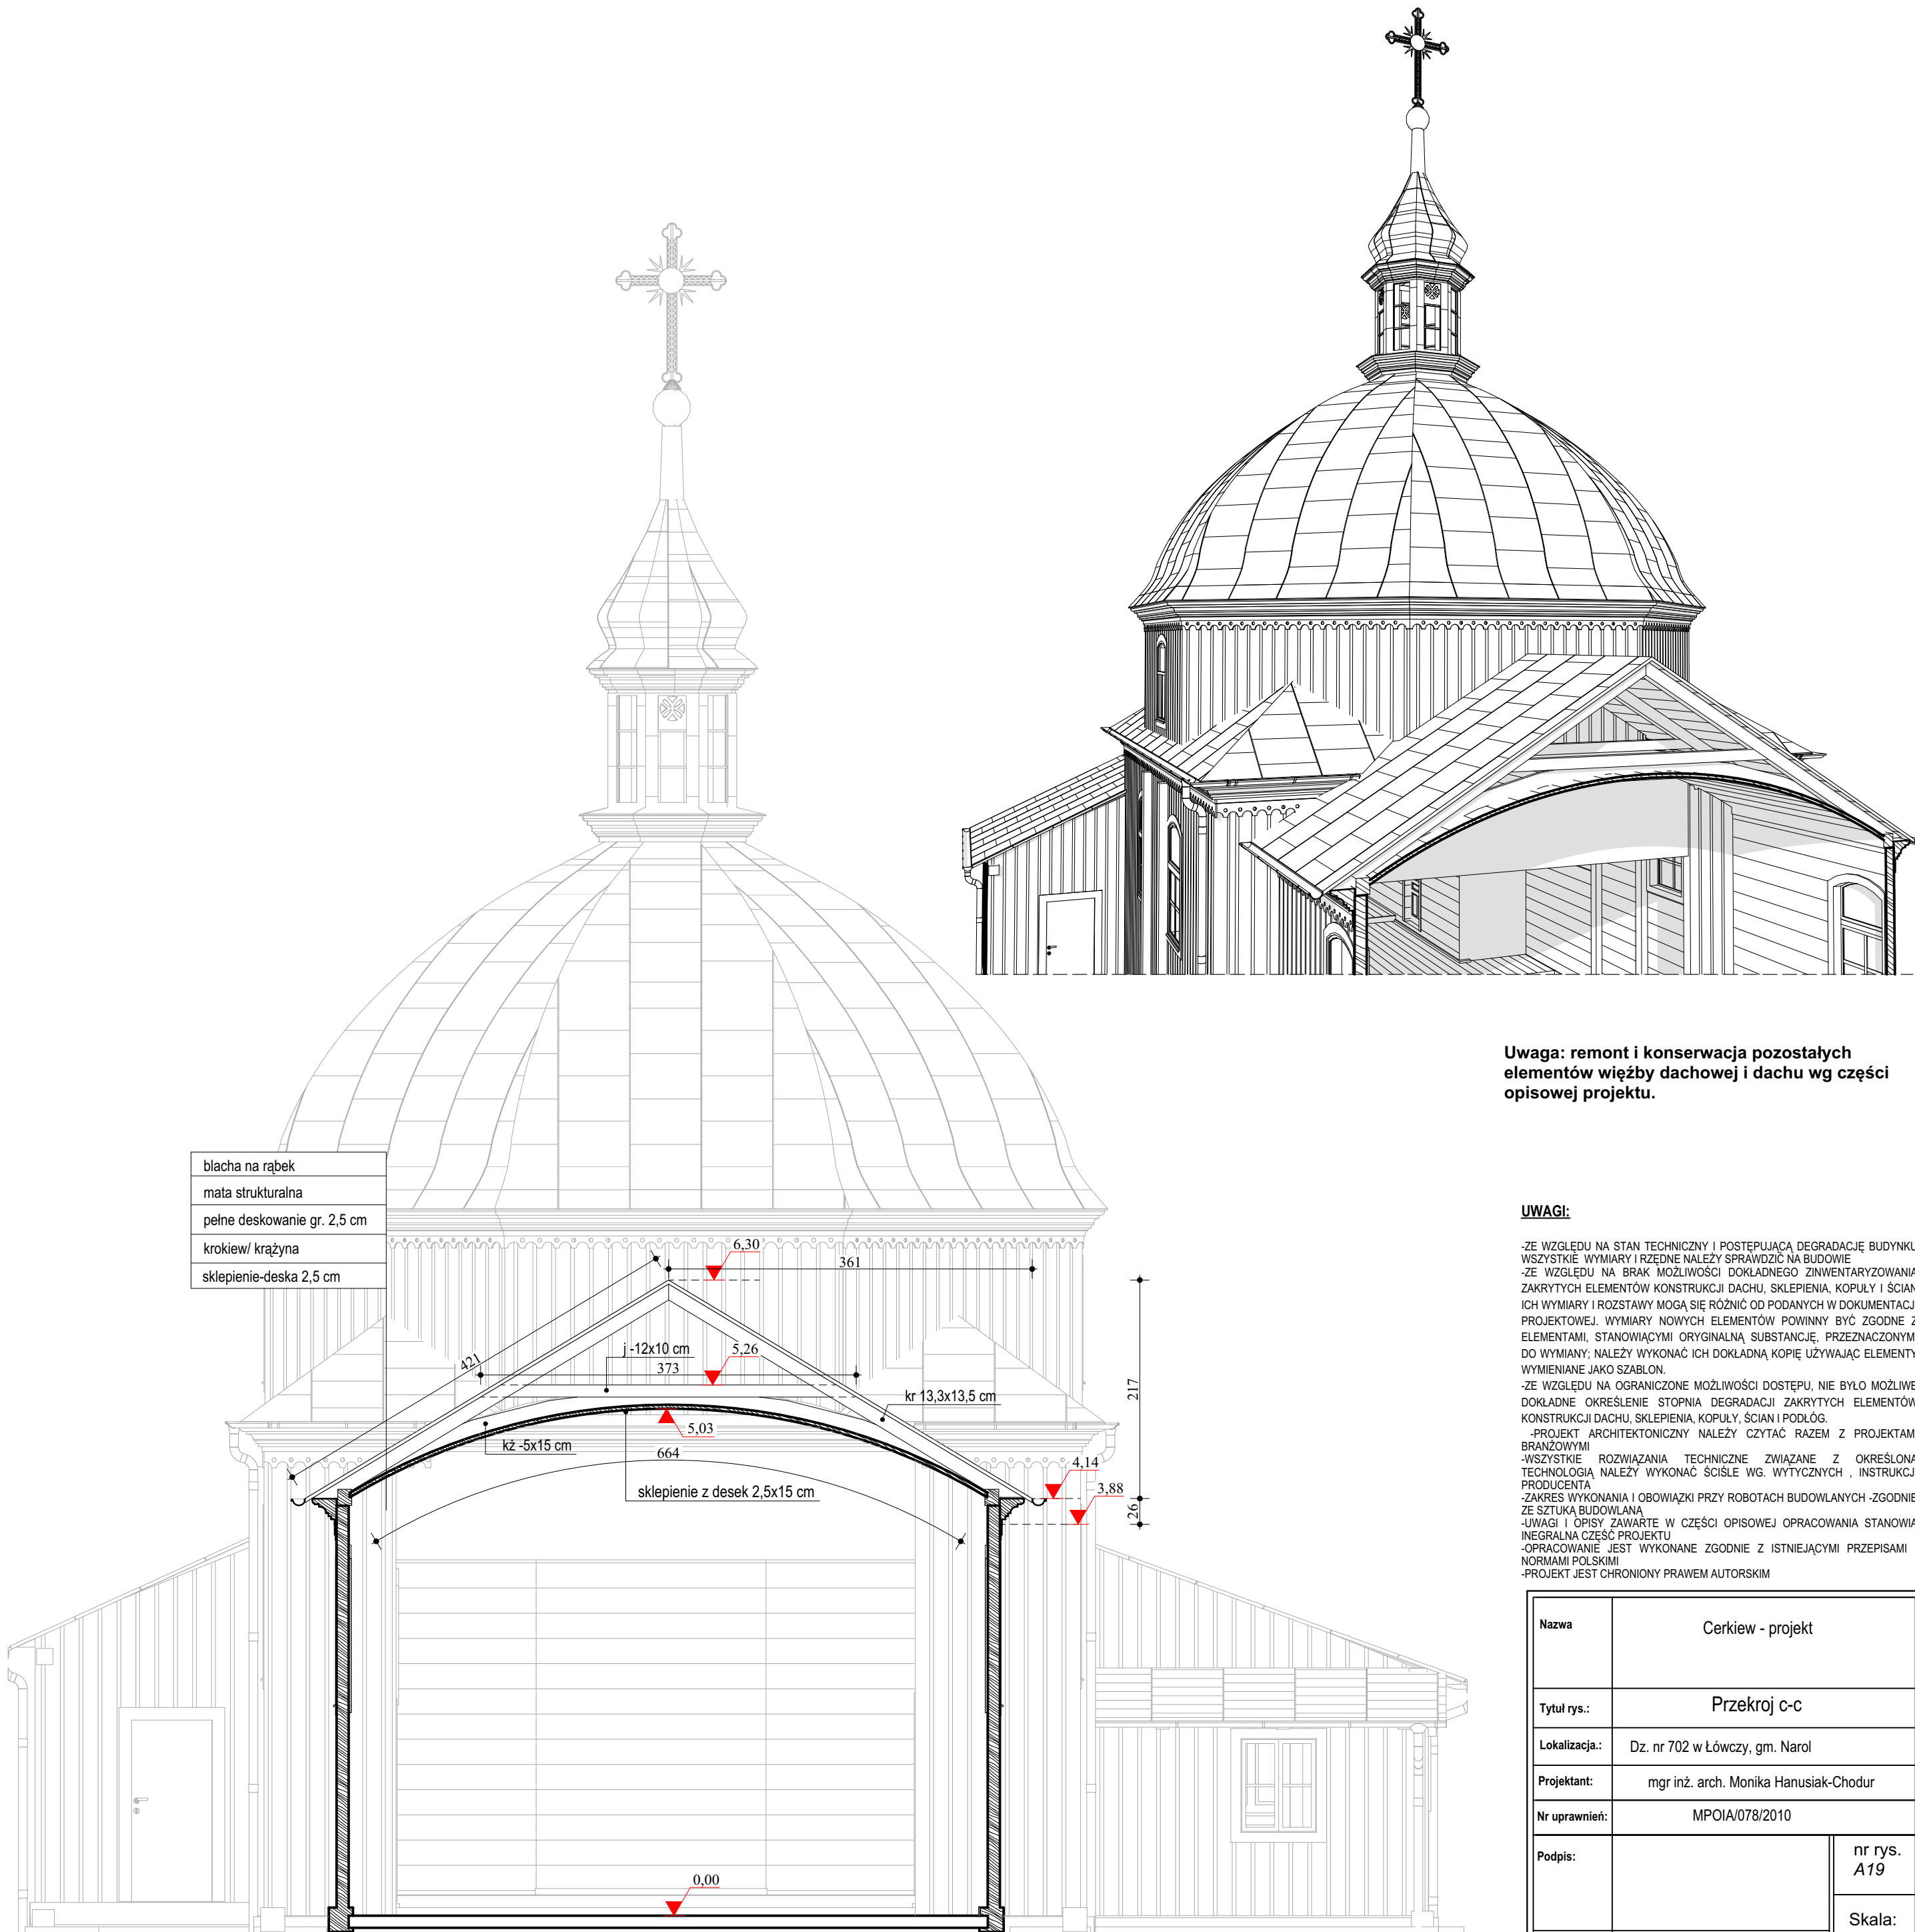 Uwaga: remont i konserwacja pozostałych
elementów więźby dachowej i dachu wg części
opisowej projektu.
blacha na rąbek
mata strukturalna
pełne deskowanie gr. 2,5 cm
krokiew/ krążyna
sklepienie-deska 2,5 cm
6,30
361
421
j -12x10 cm
5,26
373
kr 13,3x13,5 cm
217
5,03
kż -5x15 cm
664
4,14
sklepienie z desek 2,5x15 cm
3,88
26
0,00
UWAGI:
-ZE WZGLĘDU NA STAN TECHNICZNY I POSTĘPUJĄCĄ DEGRADACJĘ BUDYNKU
WSZYSTKIE WYMIARY I RZĘDNE NALEŻY SPRAWDZIĆ NA BUDOWIE
-ZE WZGLĘDU NA BRAK MOŻLIWOŚCI DOKŁADNEGO ZINWENTARYZOWANIA
ZAKRYTYCH ELEMENTÓW KONSTRUKCJI DACHU, SKLEPIENIA, KOPUŁY I ŚCIAN
ICH WYMIARY I ROZSTAWY MOGĄ SIĘ RÓŻNIĆ OD PODANYCH W DOKUMENTACJI
PROJEKTOWEJ. WYMIARY NOWYCH ELEMENTÓW POWINNY BYĆ ZGODNE Z
ELEMENTAMI, STANOWIĄCYMI ORYGINALNĄ SUBSTANCJĘ, PRZEZNACZONYMI
DO WYMIANY; NALEŻY WYKONAĆ ICH DOKŁADNĄ KOPIĘ UŻYWAJĄC ELEMENTY
WYMIENIANE JAKO SZABLON.
-ZE WZGLĘDU NA OGRANICZONE MOŻLIWOŚCI DOSTĘPU, NIE BYŁO MOŻLIWE
DOKŁADNE OKREŚLENIE STOPNIA DEGRADACJI ZAKRYTYCH ELEMENTÓW
KONSTRUKCJI DACHU, SKLEPIENIA, KOPUŁY, ŚCIAN I PODŁÓG.
-PROJEKT ARCHITEKTONICZNY NALEŻY CZYTAĆ RAZEM Z PROJEKTAMI
BRANŻOWYMI
-WSZYSTKIE ROZWIĄZANIA TECHNICZNE ZWIĄZANE Z OKREŚLONĄ
TECHNOLOGIĄ NALEŻY WYKONAĆ ŚCIŚLE WG. WYTYCZNYCH , INSTRUKCJI
PRODUCENTA
-ZAKRES WYKONANIA I OBOWIĄZKI PRZY ROBOTACH BUDOWLANYCH -ZGODNIE
ZE SZTUKĄ BUDOWLANĄ
-UWAGI I OPISY ZAWARTE W CZĘŚCI OPISOWEJ OPRACOWANIA STANOWIĄ
INEGRALNA CZĘŚĆ PROJEKTU
-OPRACOWANIE JEST WYKONANE ZGODNIE Z ISTNIEJĄCYMI PRZEPISAMI I
NORMAMI POLSKIMI
-PROJEKT JEST CHRONIONY PRAWEM AUTORSKIM
Nazwa Cerkiew - projekt
Tytuł rys.: Przekroj c-c
Lokalizacja.: Dz. nr 702 w Łówczy, gm. Narol
Projektant: mgr inż. arch. Monika Hanusiak-Chodur
Nr uprawnień: MPOIA/078/2010
Podpis: nr rys.
A19
Skala: